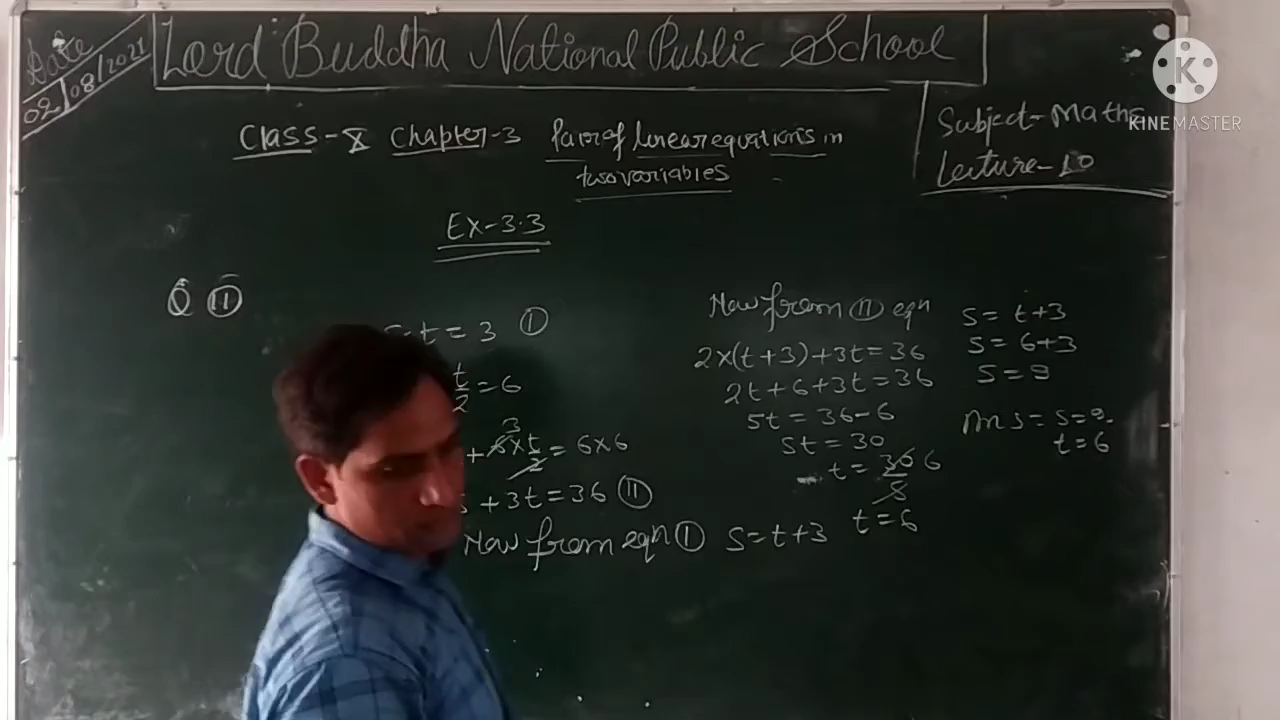 Date
02/08/2021
Lord Buddha National Public School
K
KINEMASTER
Subject-Maths
Lecture-10
Class-X Chapter-3 Pair of linear equations in
two variables
Ex-3.3
Q (ii)
t = 3 (I)
t/2 = 6
+ 6×t/2 3 = 6×6
+ 3t = 36 (II)
Now from eqn (I) s = t+3
Now from (II) eqn
2×(t+3)+3t=36
2t+6+3t=36
5t = 36-6
5t = 30
t = 30/5 6
t = 6
s = t+3
s = 6+3
s = 9
Ans = s=9
t=6